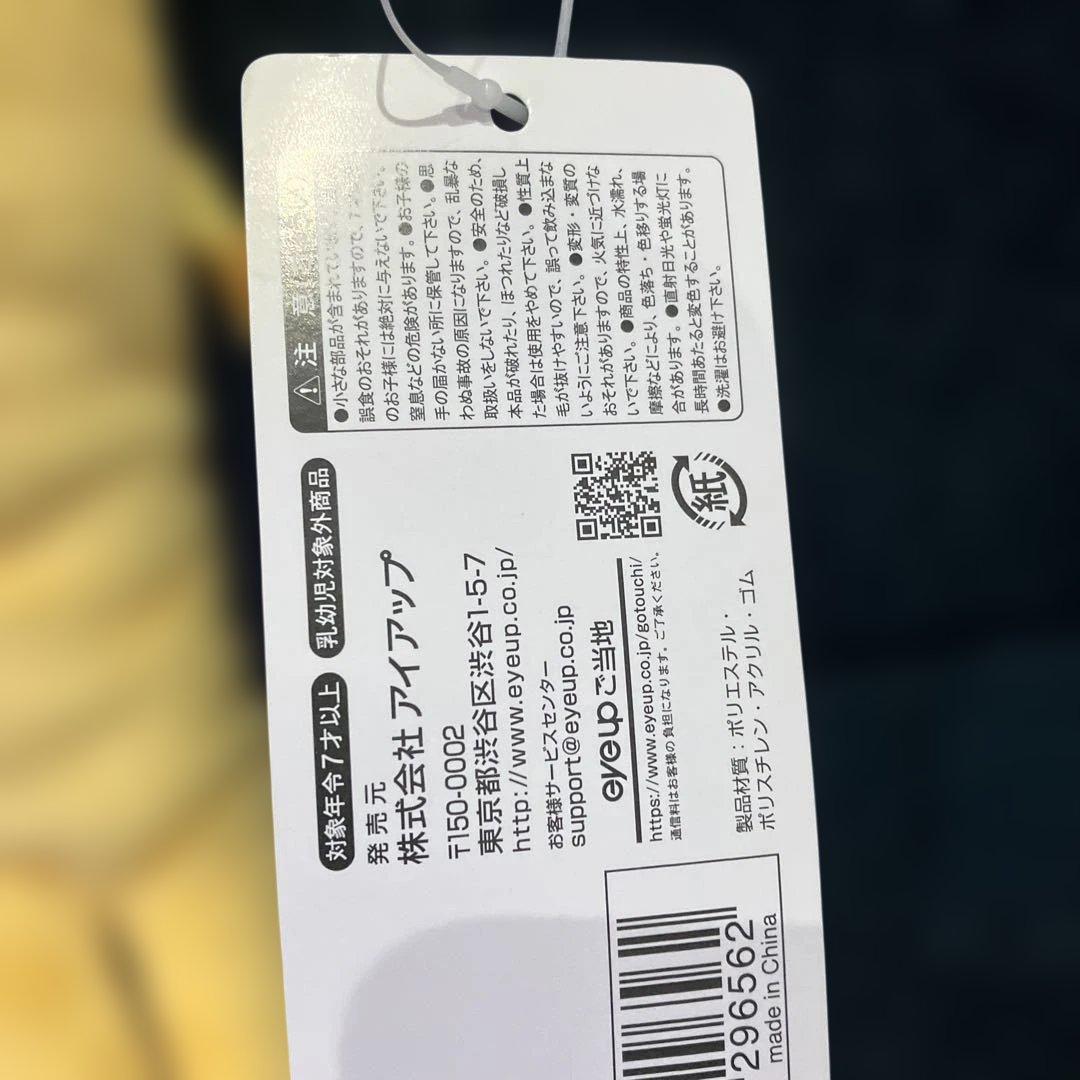 注 意
●小さな部品が含まれてい
誤食のおそれがありますので、
のお子様には絶対に与えないで下さい。
窒息などの危険があります。●お子様の
手の届かない所に保管して下さい。●思
わぬ事故の原因になりますので、乱暴な
取扱いをしないで下さい。●安全のため、
本品が破れたり、ほつれたりなど破損し
た場合は使用をやめて下さい。●性質上
毛が抜けやすいので、誤って飲み込まな
いようにご注意下さい。●変形・変質の
おそれがありますので、火気に近づけな
いで下さい。●商品の特性上、水濡れ、
摩擦などにより、色落ち・色移りする場
合があります。●直射日光や蛍光灯に
長時間あたると変色することがあります。
●洗濯はお避け下さい。
対象年令7才以上 乳幼児対象外商品
発売元
株式会社 アイアップ
〒150-0002
東京都渋谷区渋谷1-5-7
http://www.eyeup.co.jp/
お客様サービスセンター
support@eyeup.co.jp
eyeup ご当地
https://www.eyeup.co.jp/gotouchi/
通信料はお客様の負担になります。ご了承ください。
紙
製品材質：ポリエステル・
ポリスチレン・アクリル・ゴム
296562
made in China